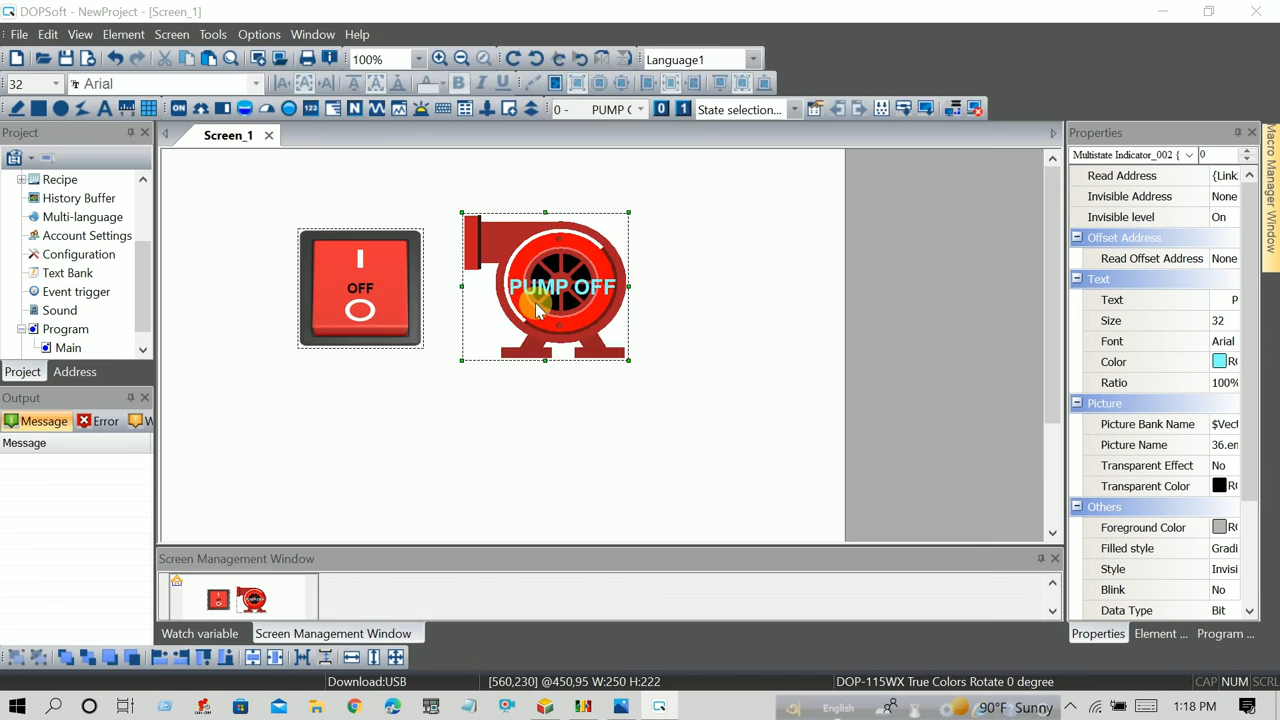 DOPSoft - NewProject - [Screen_1]
File Edit View Element Screen Tools Options Window Help
100% Language1
32 Arial
0 - PUMP 0 1 State selection...
Project Screen_1 Properties
Multistate Indicator_002 { 0
Recipe
History Buffer
Multi-language
Account Settings
Configuration
Text Bank
Event trigger
Sound
Program
Main
Project Address
Output
Message Error W
Message
OFF
PUMP OFF
Read Address {Link
Invisible Address None
Invisible level On
Offset Address
Read Offset Address None
Text
Text P
Size 32
Font Arial
Color R
Ratio 100%
Picture
Picture Bank Name $Vect
Picture Name 36.en
Transparent Effect No
Transparent Color R
Others
Foreground Color R
Filled style Gradi
Style Invis
Blink No
Data Type Bit
Macro Manager Window
Screen Management Window
Watch variable Screen Management Window
Properties Element ... Program ...
Download:USB [560,230] @450,95 W:250 H:222 DOP-115WX True Colors Rotate 0 degree CAP NUM SCRL
English 90°F Sunny 1:18 PM